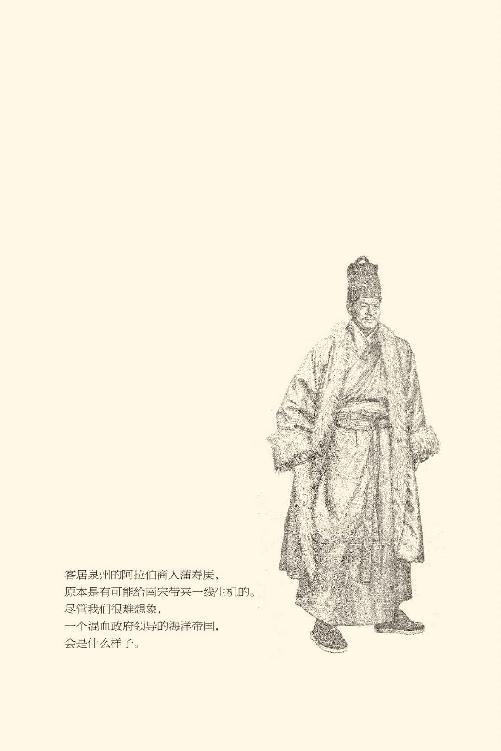 客居泉州的阿拉伯商人蒲寿庚，
原本是有可能给南宋带来一线生机的。
尽管我们很难想象，
一个混血政府领导的海洋帝国，
会是什么样子。